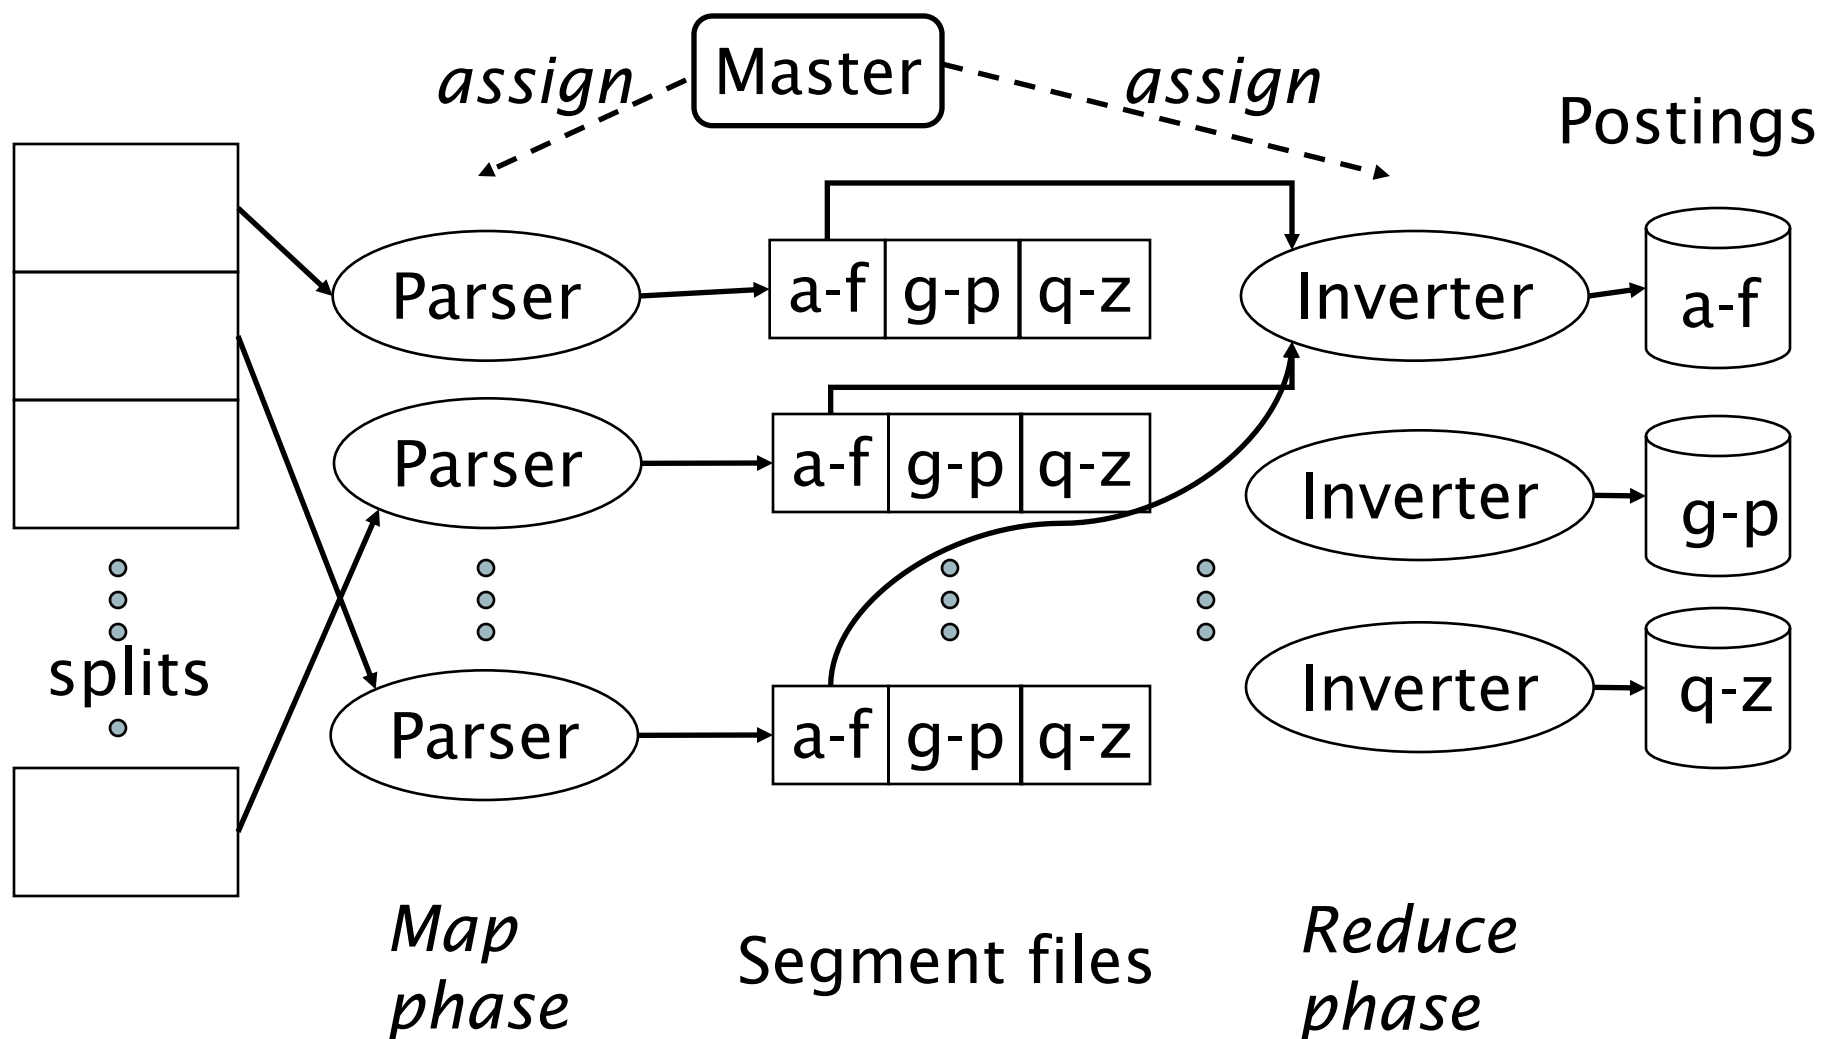 Master
assign
assign
Postings
Parser
a-f g-p q-z
Inverter
a-f
Parser
a-f g-p q-z
Inverter
g-p
splits
Parser
a-f g-p q-z
Inverter
q-z
Map
phase
Segment files
Reduce
phase